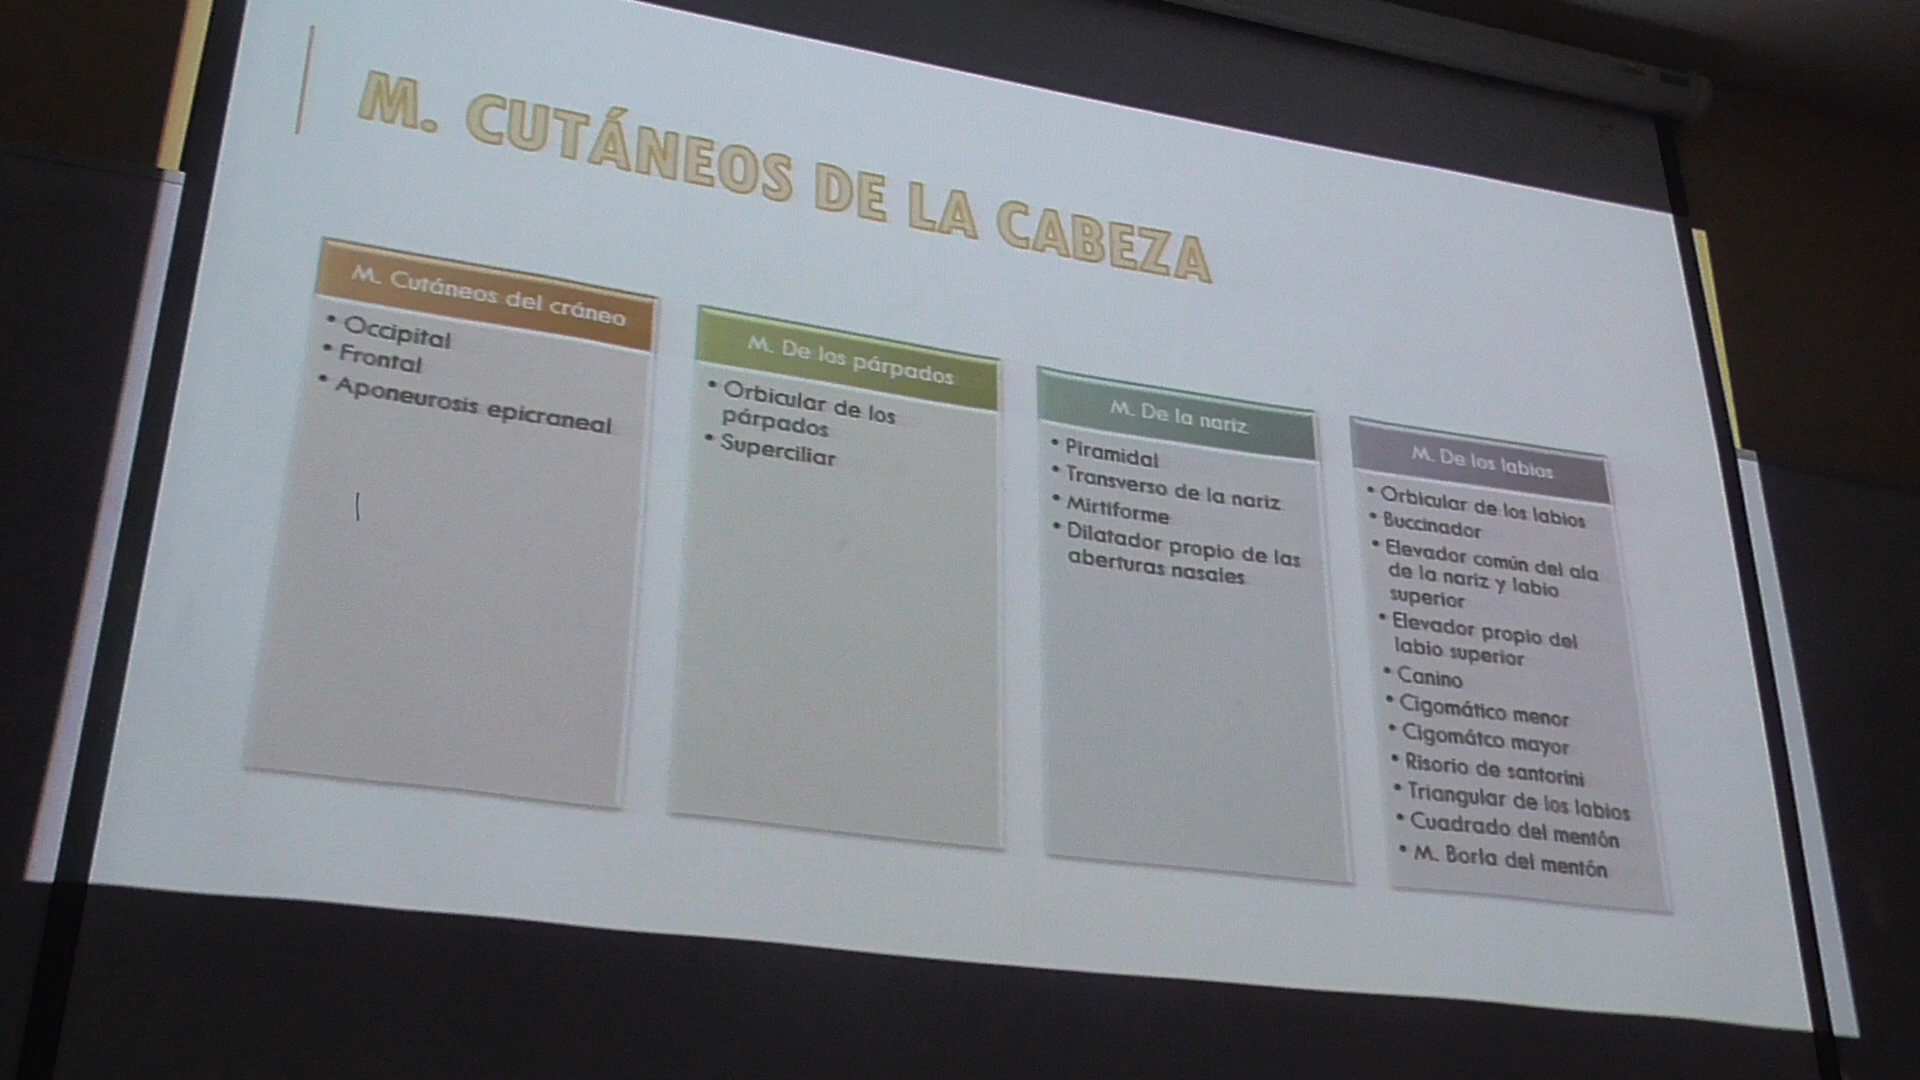 M. CUTÁNEOS DE LA CABEZA
M. Cutáneos del cráneo
• Occipital
• Frontal
• Aponeurosis epicraneal
M. De los párpados
• Orbicular de los
párpados
• Superciliar
M. De la nariz
• Piramidal
• Transverso de la nariz
• Mirtiforme
• Dilatador propio de las
aberturas nasales
M. De los labios
• Orbicular de los labios
• Buccinador
• Elevador común del ala
de la nariz y labio
superior
• Elevador propio del
labio superior
• Canino
• Cigomático menor
• Cigomátco mayor
• Risorio de santorini
• Triangular de los labios
• Cuadrado del mentón
• M. Borla del mentón